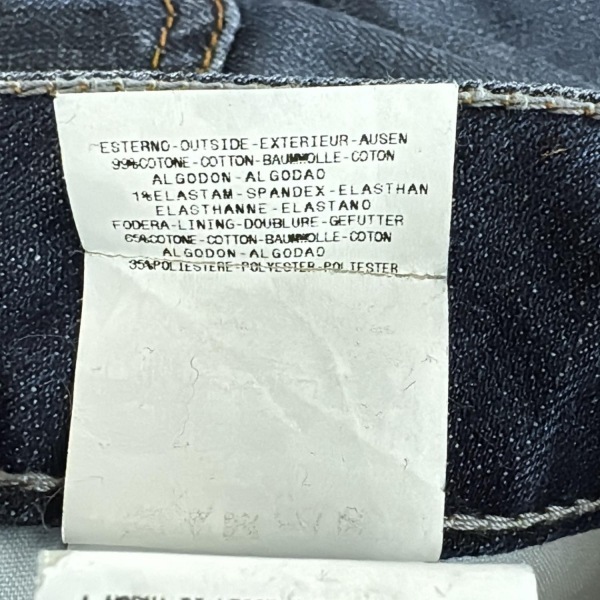 ESTERNO-OUTSIDE-EXTERIEUR-AUSEN
99%COTONE-COTTON-BAUMWOLLE-COTON
ALGODON-ALGODAO
1%ELASTAM-SPANDEX-ELASTHAN
ELASTHANNE-ELASTANO
FODERA-LINING-DOUBLURE-GEFUTTER
65%COTONE-COTTON-BAUMWOLLE-COTON
ALGODON-ALGODAO
35%POLIESTERE-POLYESTER-POLIESTER